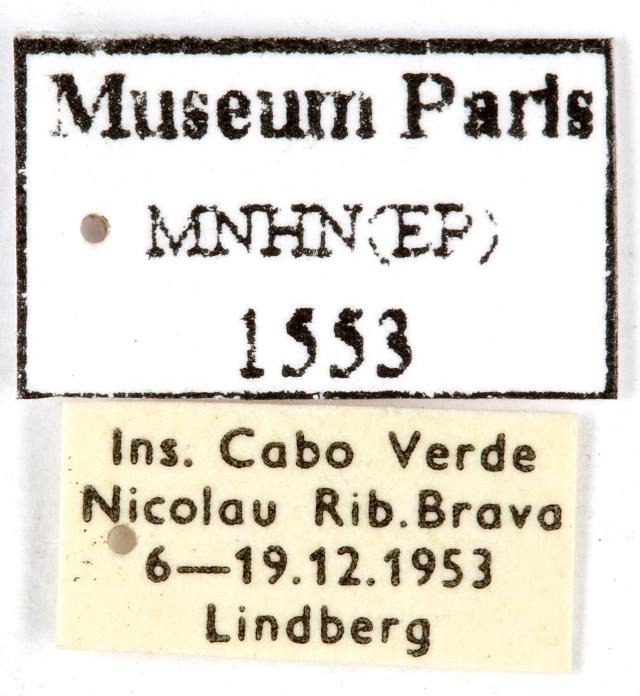 Museum Paris
MNHN(EP)
1553
Ins. Cabo Verde
Nicolau Rib.Brava
6—19.12.1953
Lindberg